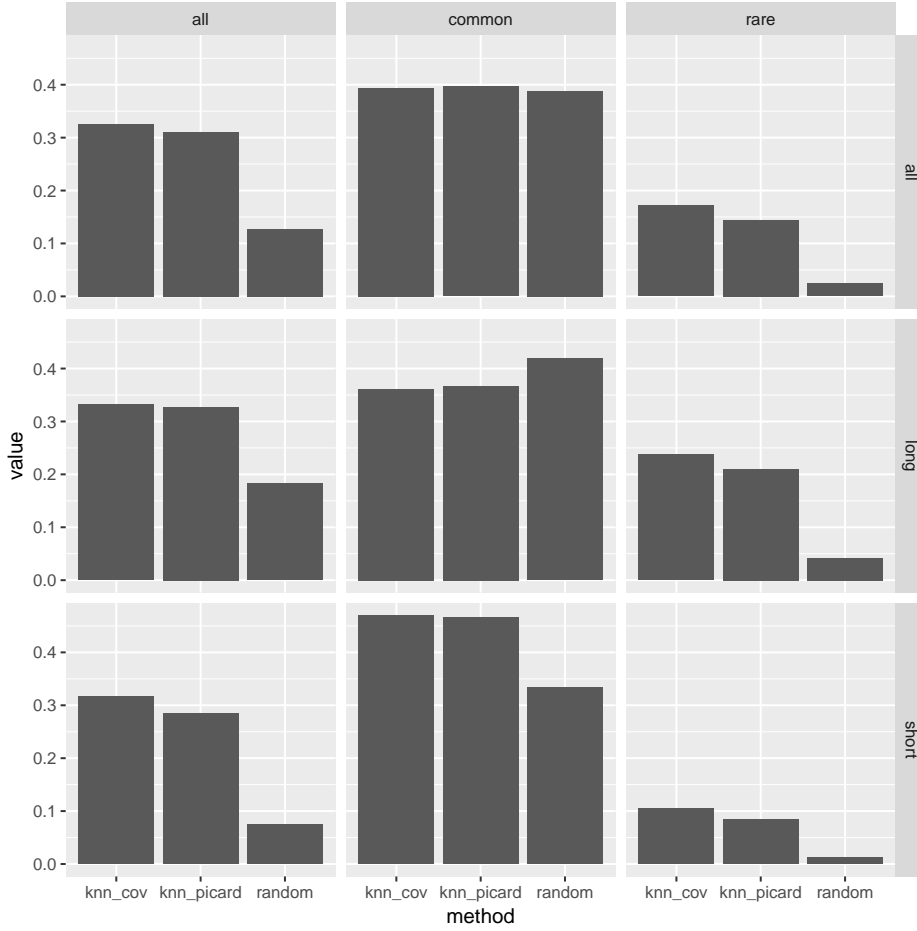 all common rare
0.4
0.3
0.2
0.1
0.0
all
0.4
0.3
0.2
0.1
0.0
long
value
0.4
0.3
0.2
0.1
0.0
short
knn_cov knn_picard random knn_cov knn_picard random knn_cov knn_picard random
method